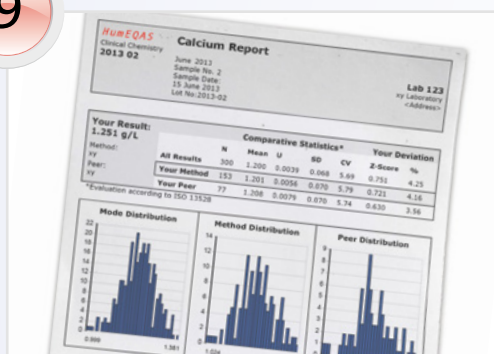 9
HumEQAS
Clinical Chemistry
2013 02
Calcium Report
June 2013
Sample No. 2
Sample Date:
15 June 2013
Lot No:2013-02
Lab 123
xy Laboratory
<Address>
Your Result:
1.251 g/L
Method:
xy
Peer:
xy
Comparative Statistics* Your Deviation
N Mean U SD CV Z-Score %
All Results 300 1.200 0.0039 0.068 5.69 0.751 4.25
Your Method 153 1.201 0.0056 0.070 5.79 0.721 4.16
Your Peer 77 1.208 0.0079 0.070 5.74 0.630 3.56
*Evaluation according to ISO 13528
Mode Distribution
22
20
18
16
14
12
10
8
6
4
2
0
0.999 1.381
Method Distribution
14
12
10
8
6
4
2
0
1.024
Peer Distribution
9
8
7
6
5
4
3
2
1